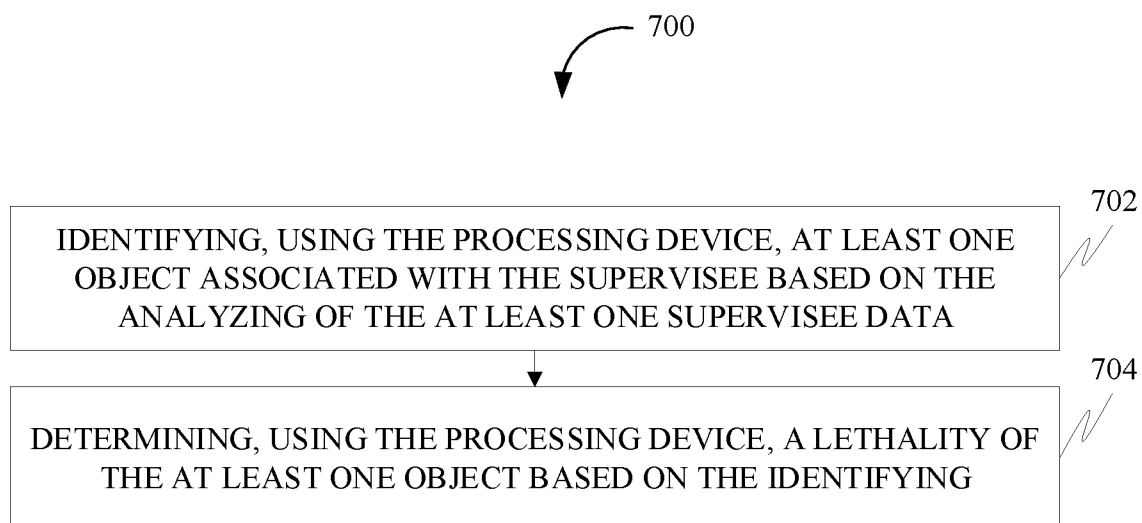 700
702
IDENTIFYING, USING THE PROCESSING DEVICE, AT LEAST ONE
OBJECT ASSOCIATED WITH THE SUPERVISEE BASED ON THE
ANALYZING OF THE AT LEAST ONE SUPERVISEE DATA
704
DETERMINING, USING THE PROCESSING DEVICE, A LETHALITY OF
THE AT LEAST ONE OBJECT BASED ON THE IDENTIFYING